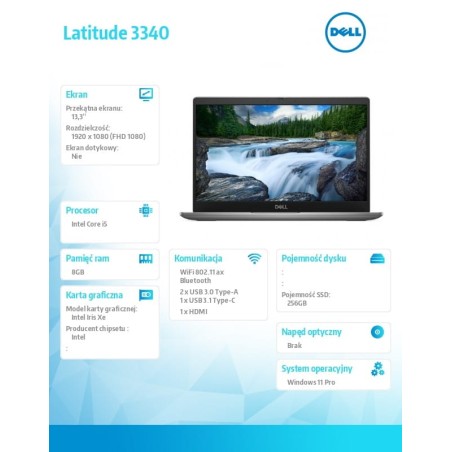 Latitude 3340
DELL
Ekran
Przekątna ekranu:
13,3"
Rozdzielczość:
1920 x 1080 (FHD 1080)
Ekran dotykowy:
Nie
DELL
Procesor
Intel Core i5
Pamięć ram
8GB
Karta graficzna
Model karty graficznej:
Intel Iris Xe
Producent chipsetu :
Intel
:
Komunikacja
WiFi 802.11 ax
Bluetooth
2 x USB 3.0 Type-A
1 x USB 3.1 Type-C
1 x HDMI
Pojemność dysku
:
:
Pojemność SSD:
256GB
Napęd optyczny
Brak
System operacyjny
Windows 11 Pro